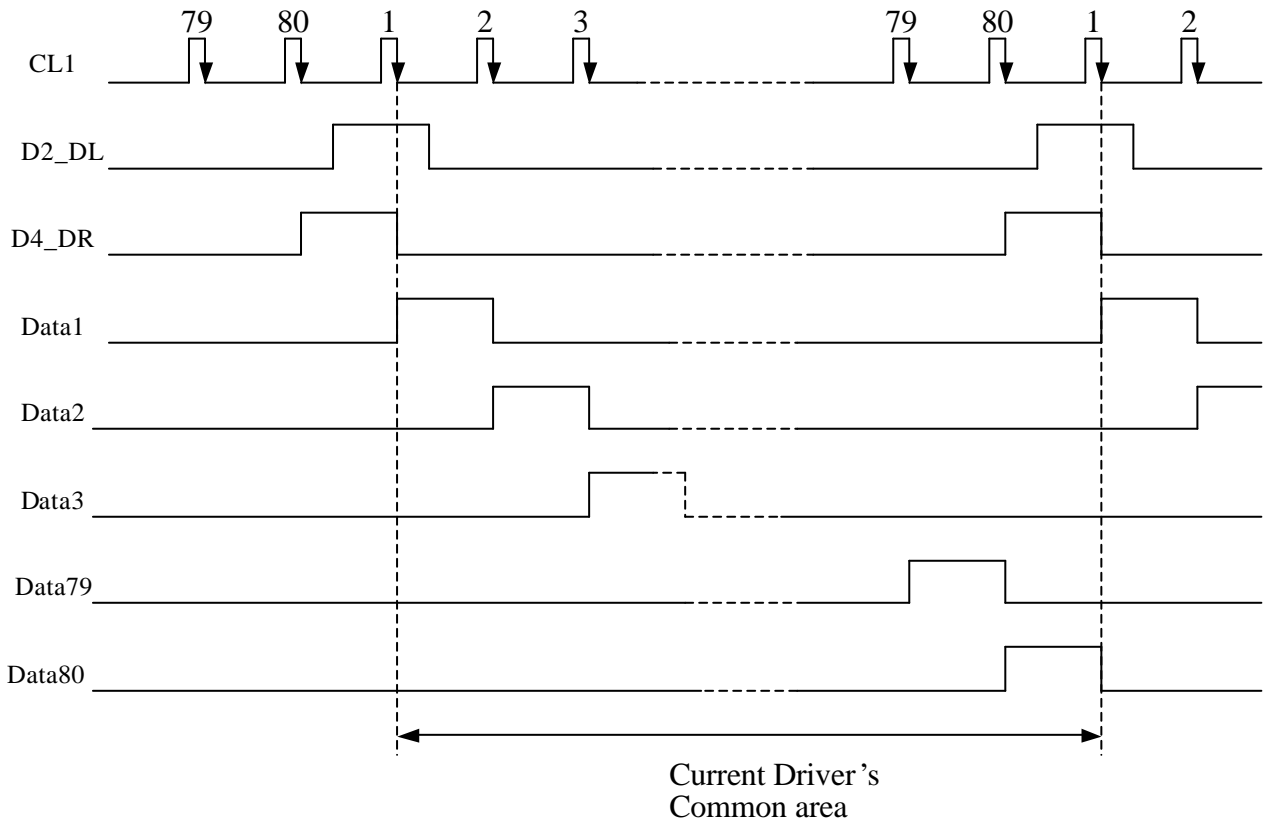 79 80 1 2 3 79 80 1 2
CL1
D2_DL
D4_DR
Data1
Data2
Data3
Data79
Data80
Current Driver's
Common area